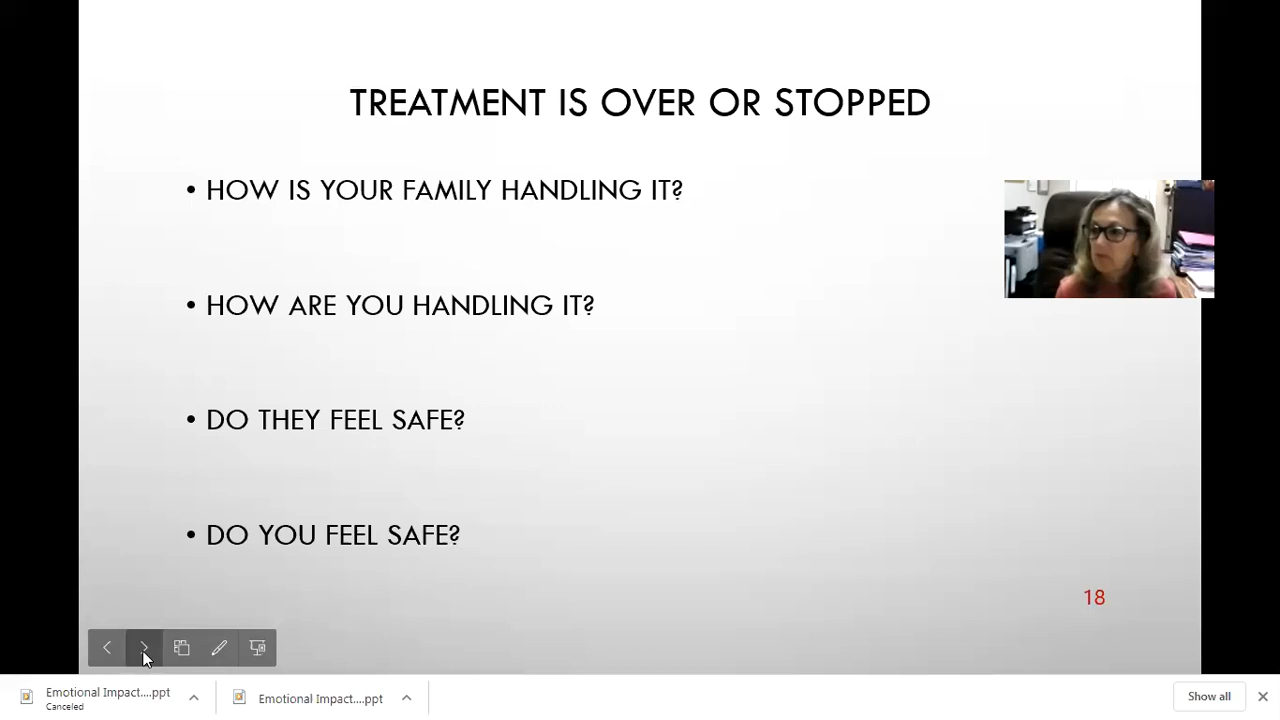 TREATMENT IS OVER OR STOPPED
• HOW IS YOUR FAMILY HANDLING IT?
• HOW ARE YOU HANDLING IT?
• DO THEY FEEL SAFE?
• DO YOU FEEL SAFE?
18
Emotional Impact....ppt
Canceled
Emotional Impact....ppt
Show all